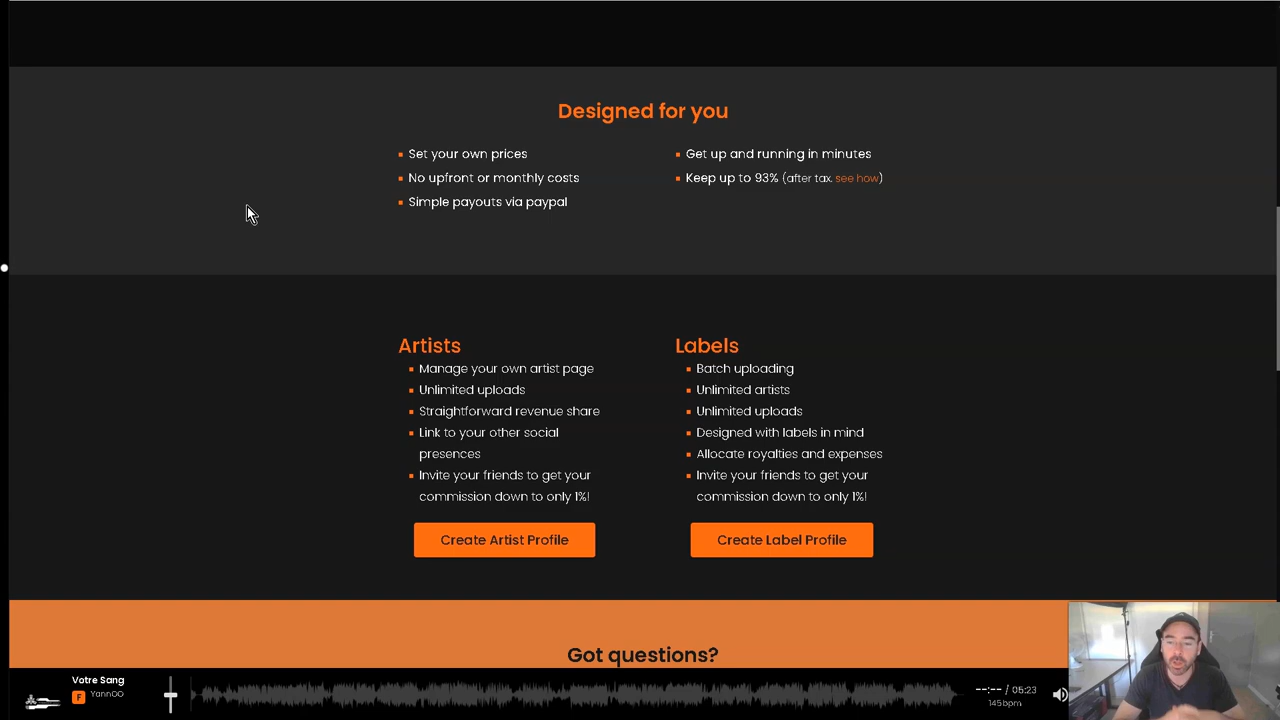 Designed for you
Set your own prices
No upfront or monthly costs
Simple payouts via paypal
Get up and running in minutes
Keep up to 93% (after tax. see how)
Artists
Manage your own artist page
Unlimited uploads
Straightforward revenue share
Link to your other social
presences
Invite your friends to get your
commission down to only 1%!
Create Artist Profile
Labels
Batch uploading
Unlimited artists
Unlimited uploads
Designed with labels in mind
Allocate royalties and expenses
Invite your friends to get your
commission down to only 1%!
Create Label Profile
Got questions?
Votre Sang
F YannOO
--:-- / 05:23
145bpm